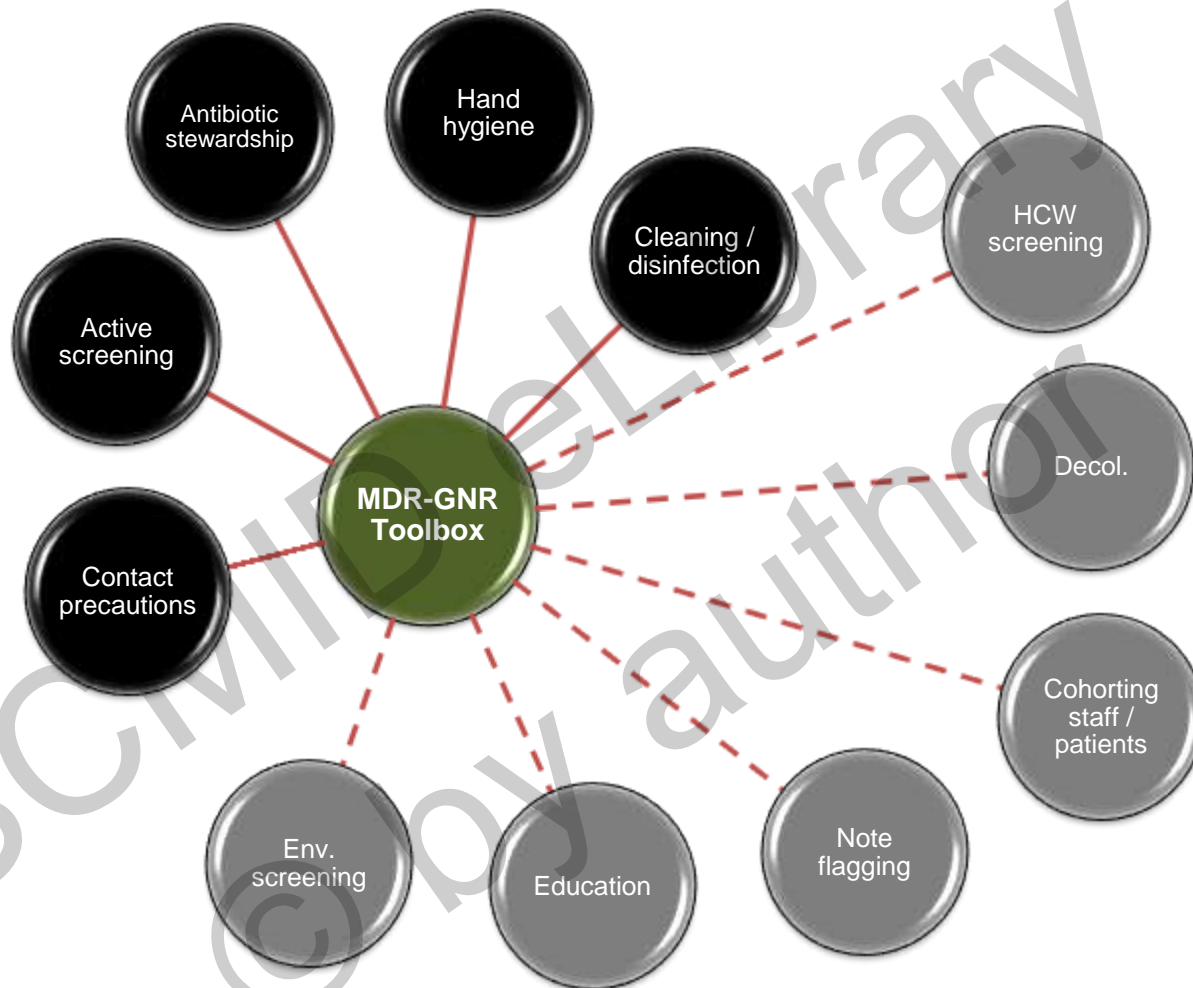 Antibiotic
stewardship
Hand
hygiene
Cleaning /
disinfection
HCW
screening
Active
screening
Decol.
MDR-GNR
Toolbox
Contact
precautions
Cohorting
staff /
patients
Env.
screening
Education
Note
flagging
ESCMID eLibrary
© by author